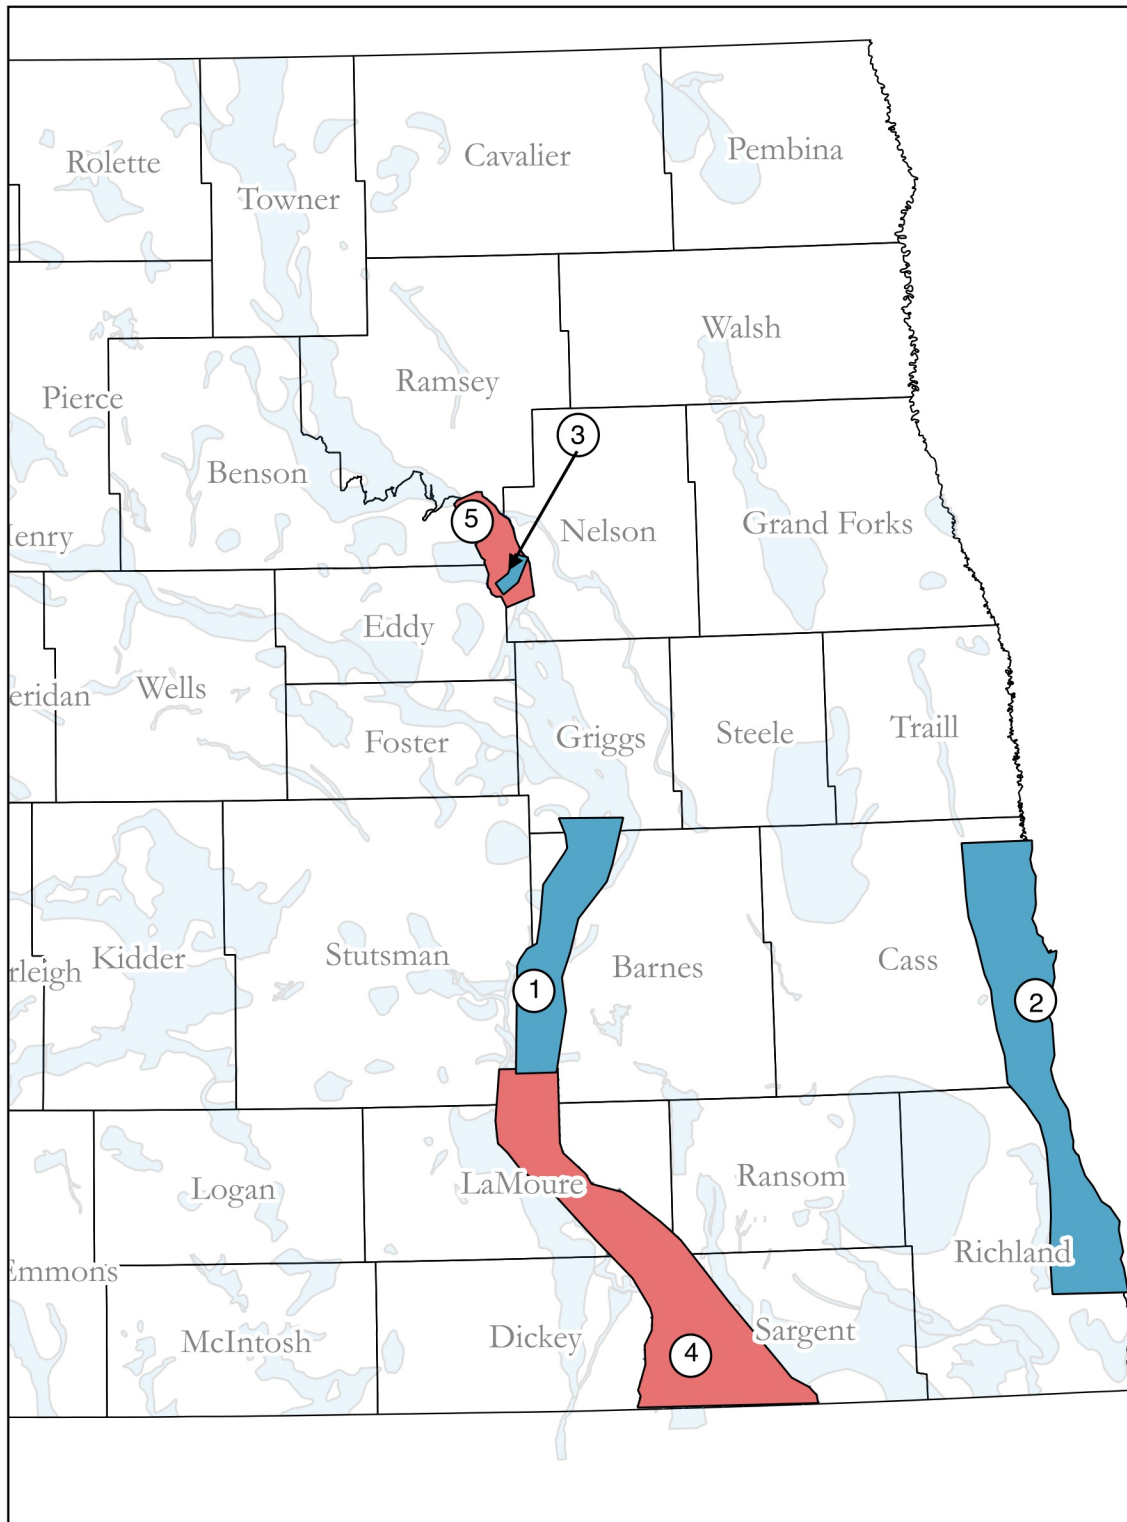 Rolette
Towner
Cavalier
Pembina
Walsh
Pierce
Ramsey
3
Benson
5
Nelson
Grand Forks
enry
Eddy
eridan
Wells
Foster
Griggs
Steele
Traill
rleigh
Kidder
Stutsman
1
Barnes
Cass
2
Logan
LaMoure
Ransom
Emmons
Richland
McIntosh
Dickey
4
Sargent